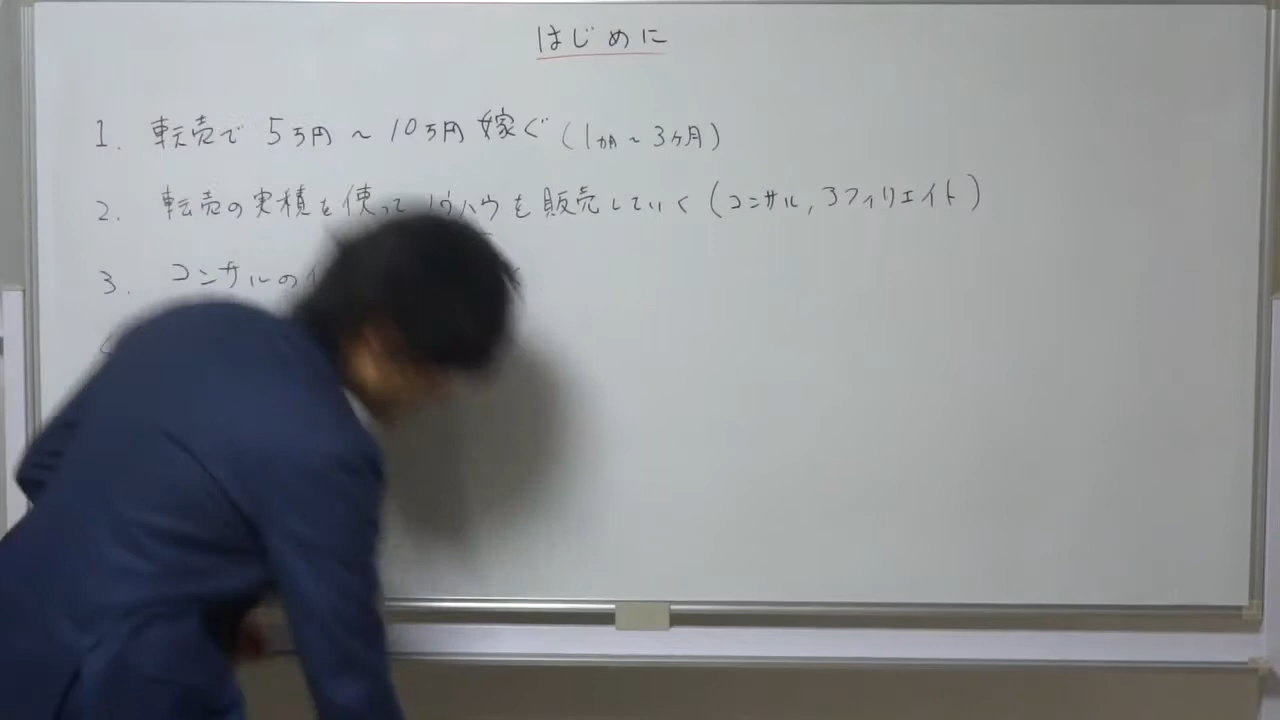 はじめに
1. 転売で 5万円～10万円 嫁ぐ (1ヵ月～3ヶ月)
2. 転売の実積を使ってノウハウを販売していく (コンサル, アフィリエイト)
3. コンサルの